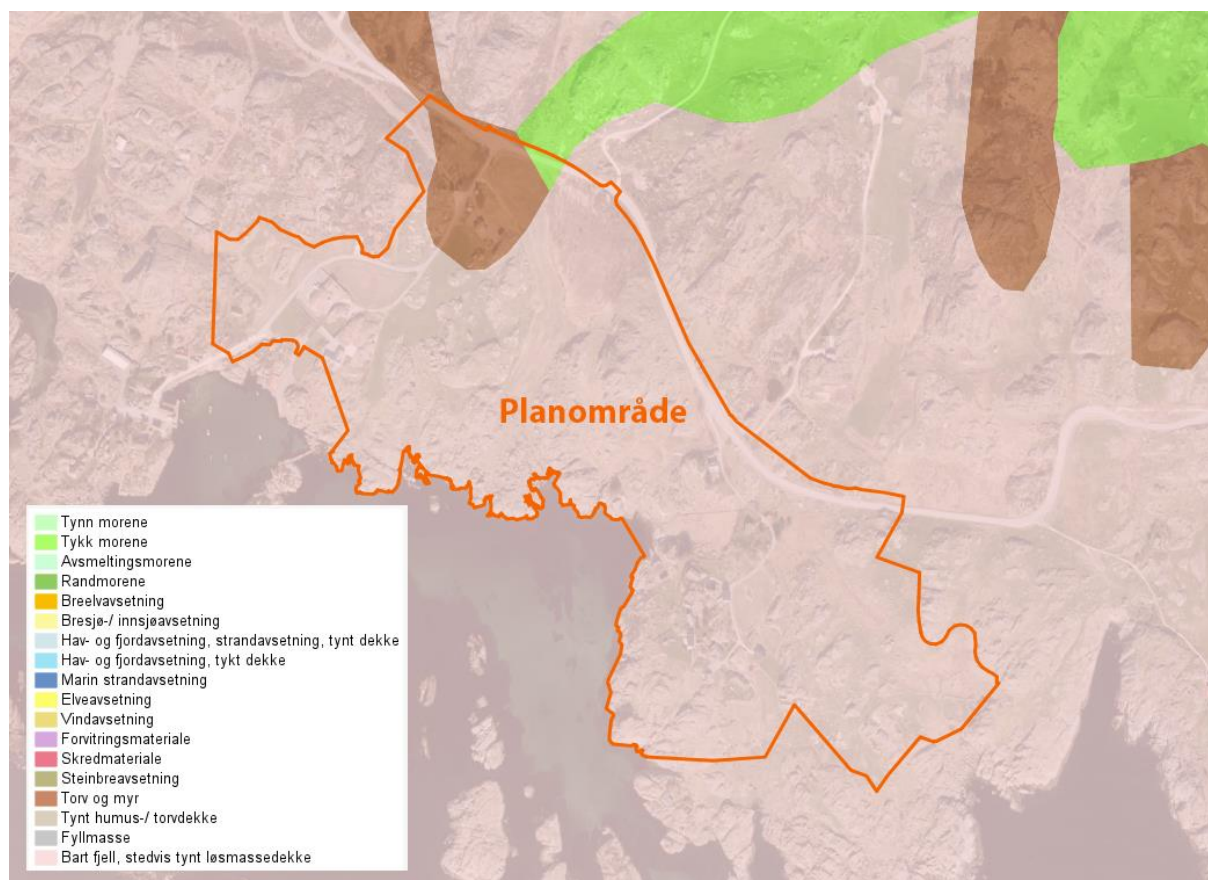 Planområde
Tynn morene
Tykk morene
Avsmeltingsmorene
Randmorene
Breelvavsetning
Bresjø-/ innsjøavsetning
Hav- og fjordavsetning, strandavsetning, tynt dekke
Hav- og fjordavsetning, tykt dekke
Marin strandavsetning
Elveavsetning
Vindavsetning
Forvitringsmateriale
Skredmateriale
Steinbreavsetning
Torv og myr
Tynt humus-/ torvdekke
Fyllmasse
Bart fjell, stedvis tynt løsmassedekke